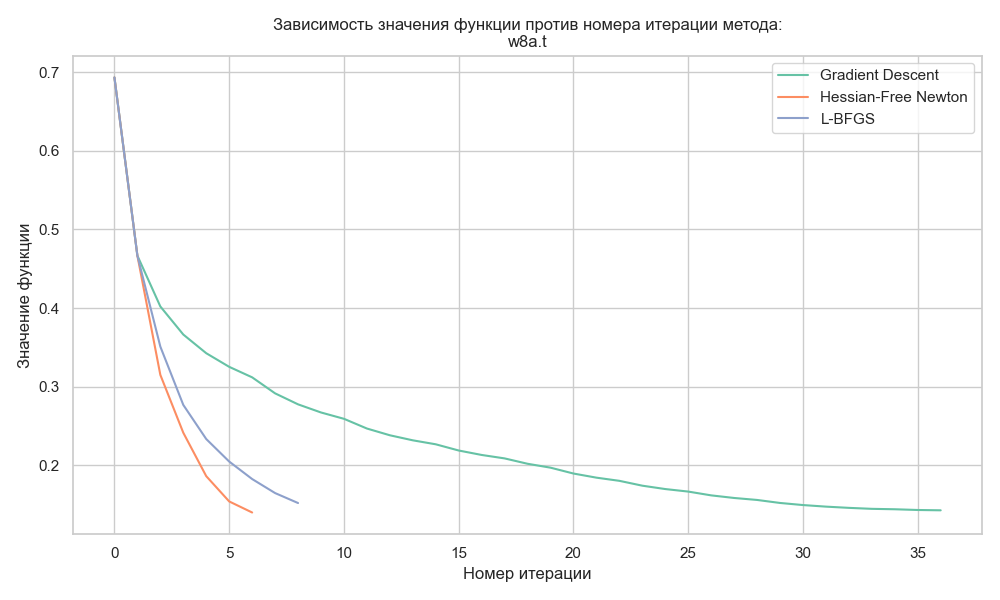 Зависимость значения функции против номера итерации метода:
w8a.t
Gradient Descent
Hessian-Free Newton
L-BFGS
Значение функции
0.7
0.6
0.5
0.4
0.3
0.2
0
5
10
15
20
25
30
35
Номер итерации